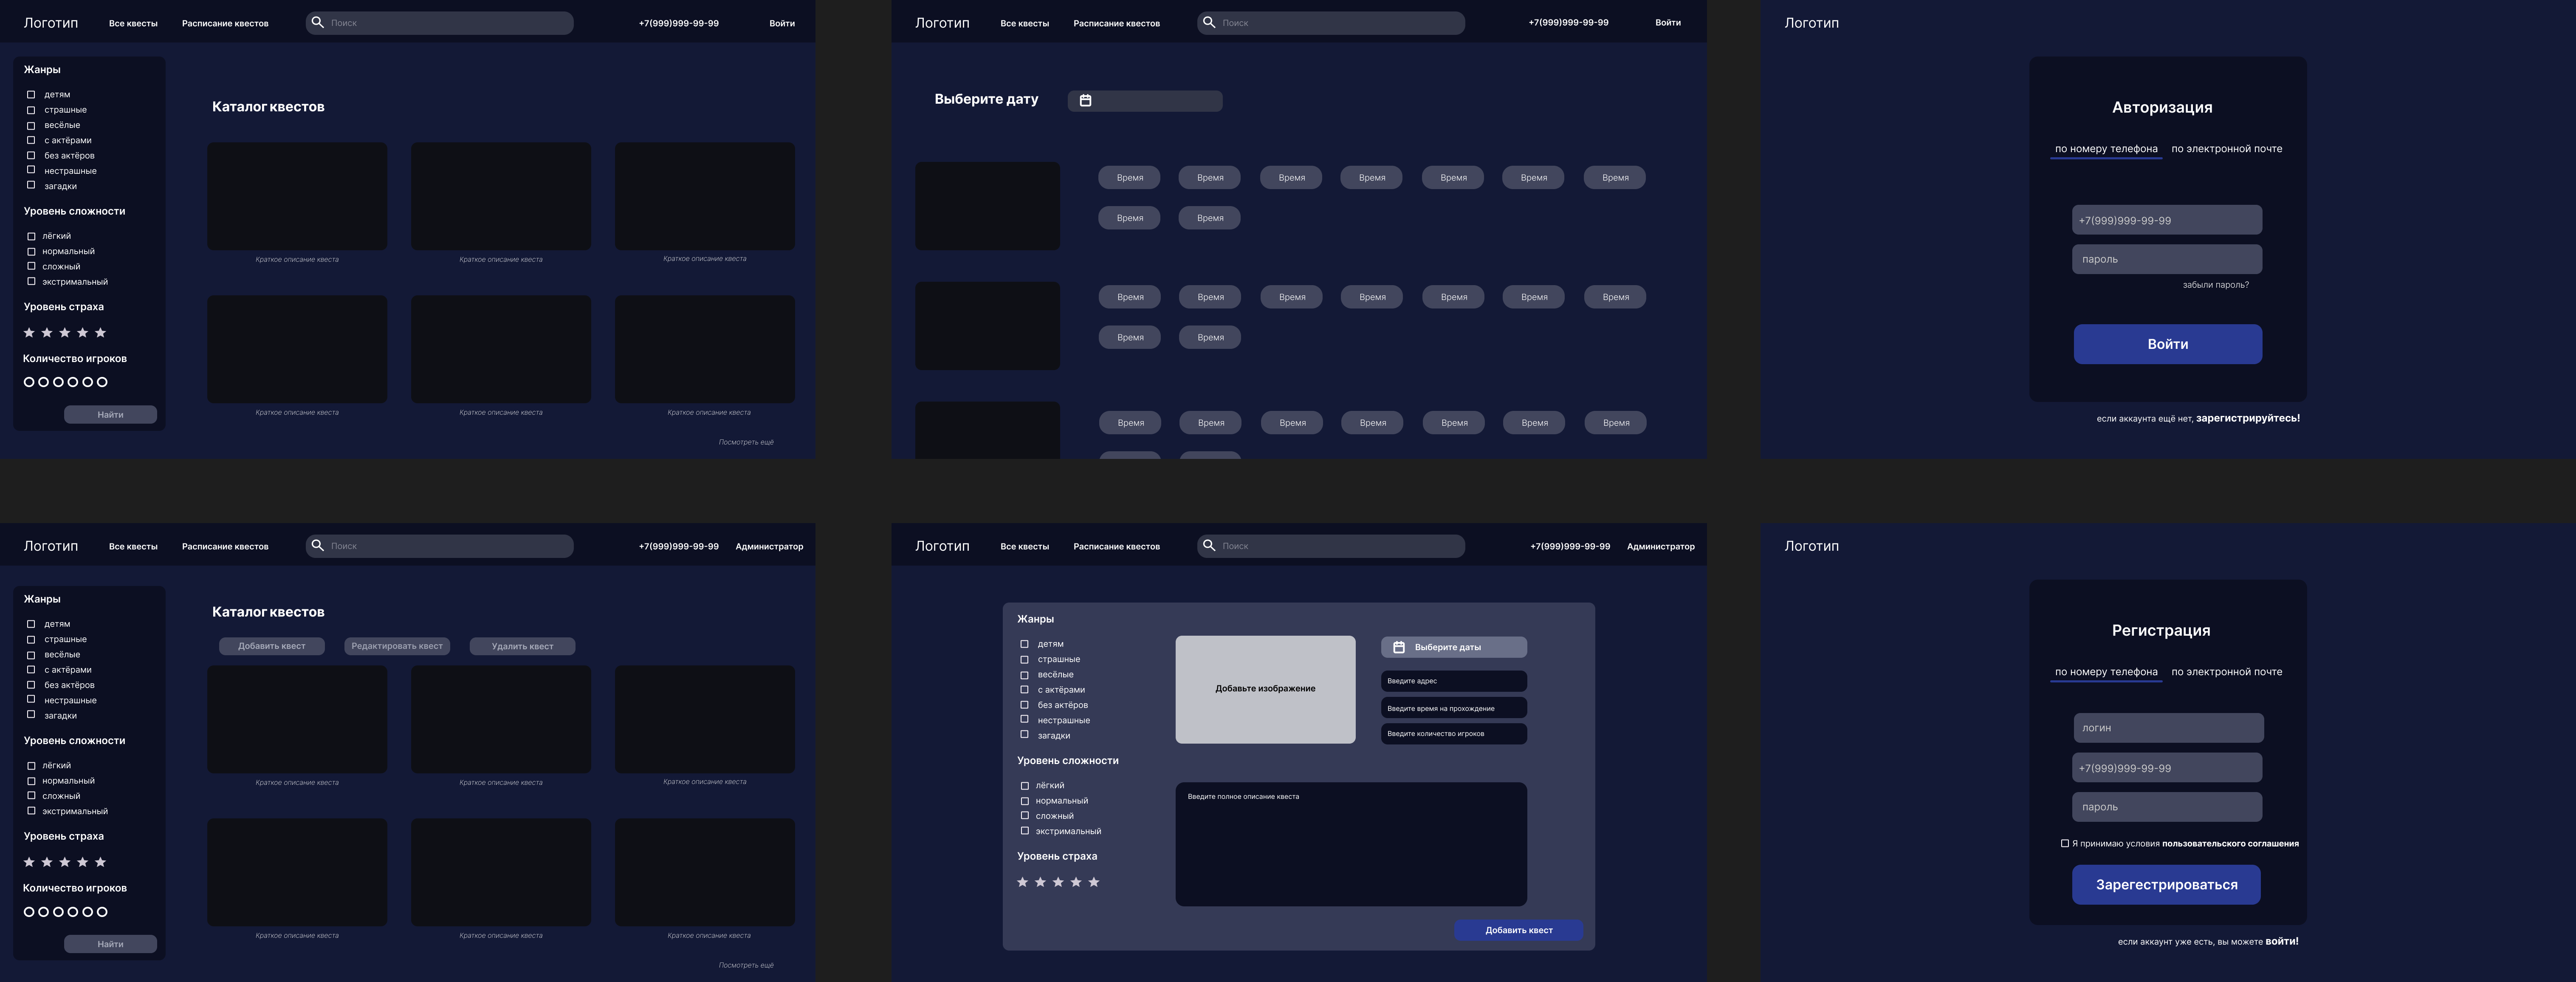 Логотип
Все квесты
Расписание квестов
Поиск
+7(999)999-99-99
Войти
Жанры
детям
страшные
весёлые
с актёрами
без актёров
нестрашные
загадки
Уровень сложности
лёгкий
нормальный
сложный
экстримальный
Уровень страха
Количество игроков
Найти
Каталог квестов
Краткое описание квеста
Краткое описание квеста
Краткое описание квеста
Краткое описание квеста
Краткое описание квеста
Краткое описание квеста
Посмотреть ещё
Логотип
Все квесты
Расписание квестов
Поиск
+7(999)999-99-99
Войти
Выберите дату
Время Время Время Время Время Время Время
Время Время
Время Время Время Время Время Время Время
Время Время
Время Время Время Время Время Время Время
Логотип
Авторизация
по номеру телефона
по электронной почте
+7(999)999-99-99
пароль
забыли пароль?
Войти
если аккаунта ещё нет, зарегистрируйтесь!
Логотип
Все квесты
Расписание квестов
Поиск
+7(999)999-99-99
Администратор
Жанры
детям
страшные
весёлые
с актёрами
без актёров
нестрашные
загадки
Уровень сложности
лёгкий
нормальный
сложный
экстримальный
Уровень страха
Количество игроков
Найти
Каталог квестов
Добавить квест
Редактировать квест
Удалить квест
Краткое описание квеста
Краткое описание квеста
Краткое описание квеста
Краткое описание квеста
Краткое описание квеста
Краткое описание квеста
Посмотреть ещё
Логотип
Все квесты
Расписание квестов
Поиск
+7(999)999-99-99
Администратор
Жанры
детям
страшные
весёлые
с актёрами
без актёров
нестрашные
загадки
Уровень сложности
лёгкий
нормальный
сложный
экстримальный
Уровень страха
Добавьте изображение
Выберите даты
Введите адрес
Введите время на прохождение
Введите количество игроков
Введите полное описание квеста
Добавить квест
Логотип
Регистрация
по номеру телефона
по электронной почте
логин
+7(999)999-99-99
пароль
Я принимаю условия пользовательского соглашения
Зарегестрироваться
если аккаунт уже есть, вы можете войти!